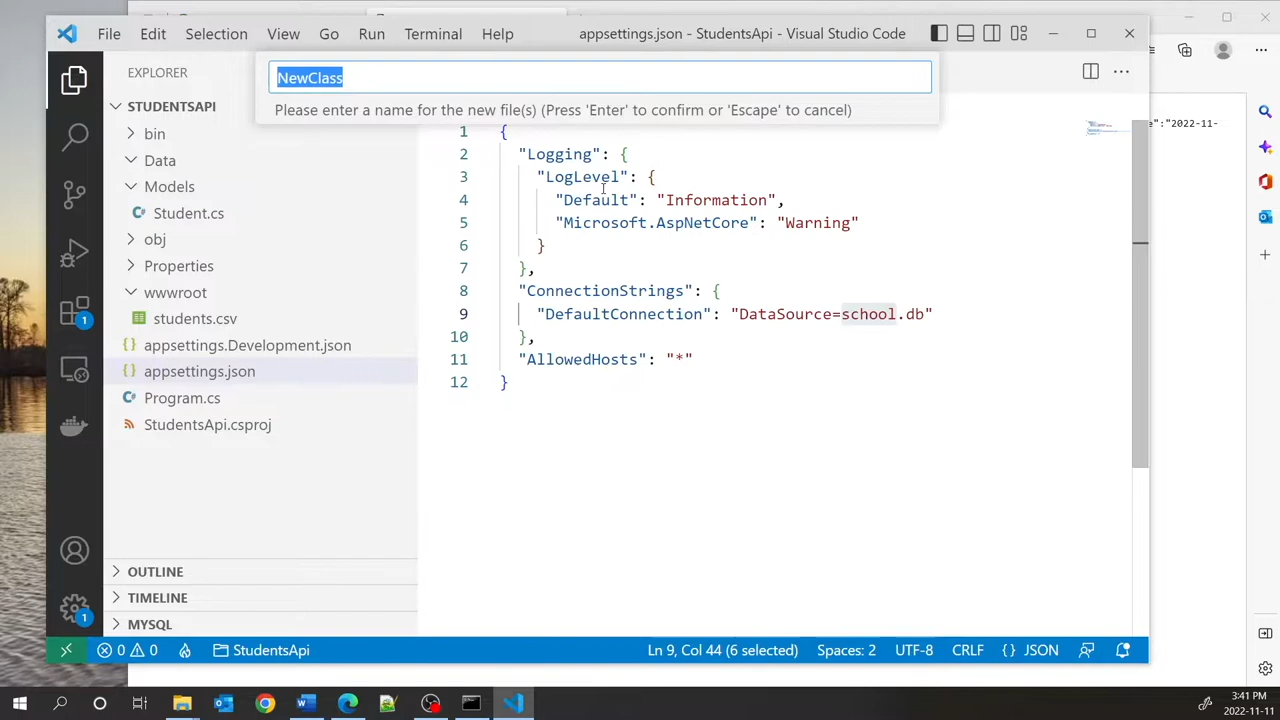 File Edit Selection View Go Run Terminal Help
appsettings.json - StudentsApi - Visual Studio Code
EXPLORER
NewClass
Please enter a name for the new file(s) (Press 'Enter' to confirm or 'Escape' to cancel)
STUDENTSAPI
bin
Data
Models
Student.cs
obj
Properties
wwwroot
students.csv
appsettings.Development.json
appsettings.json
Program.cs
StudentsApi.csproj
OUTLINE
TIMELINE
MYSQL
1 {
2 "Logging": {
3 "LogLevel": {
4 "Default": "Information",
5 "Microsoft.AspNetCore": "Warning"
6 }
7 },
8 "ConnectionStrings": {
9 "DefaultConnection": "DataSource=school.db"
10 },
11 "AllowedHosts": "*"
12 }
e":"2022-11-
1
1
0 0 StudentsApi
Ln 9, Col 44 (6 selected) Spaces: 2 UTF-8 CRLF {} JSON
3:41 PM
2022-11-11